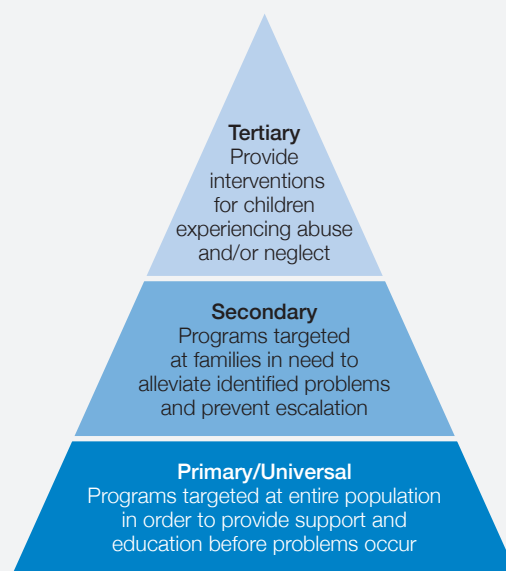 Tertiary
Provide
interventions
for children
experiencing abuse
and/or neglect
Secondary
Programs targeted
at families in need to
alleviate identified problems
and prevent escalation
Primary/Universal
Programs targeted at entire population
in order to provide support and
education before problems occur